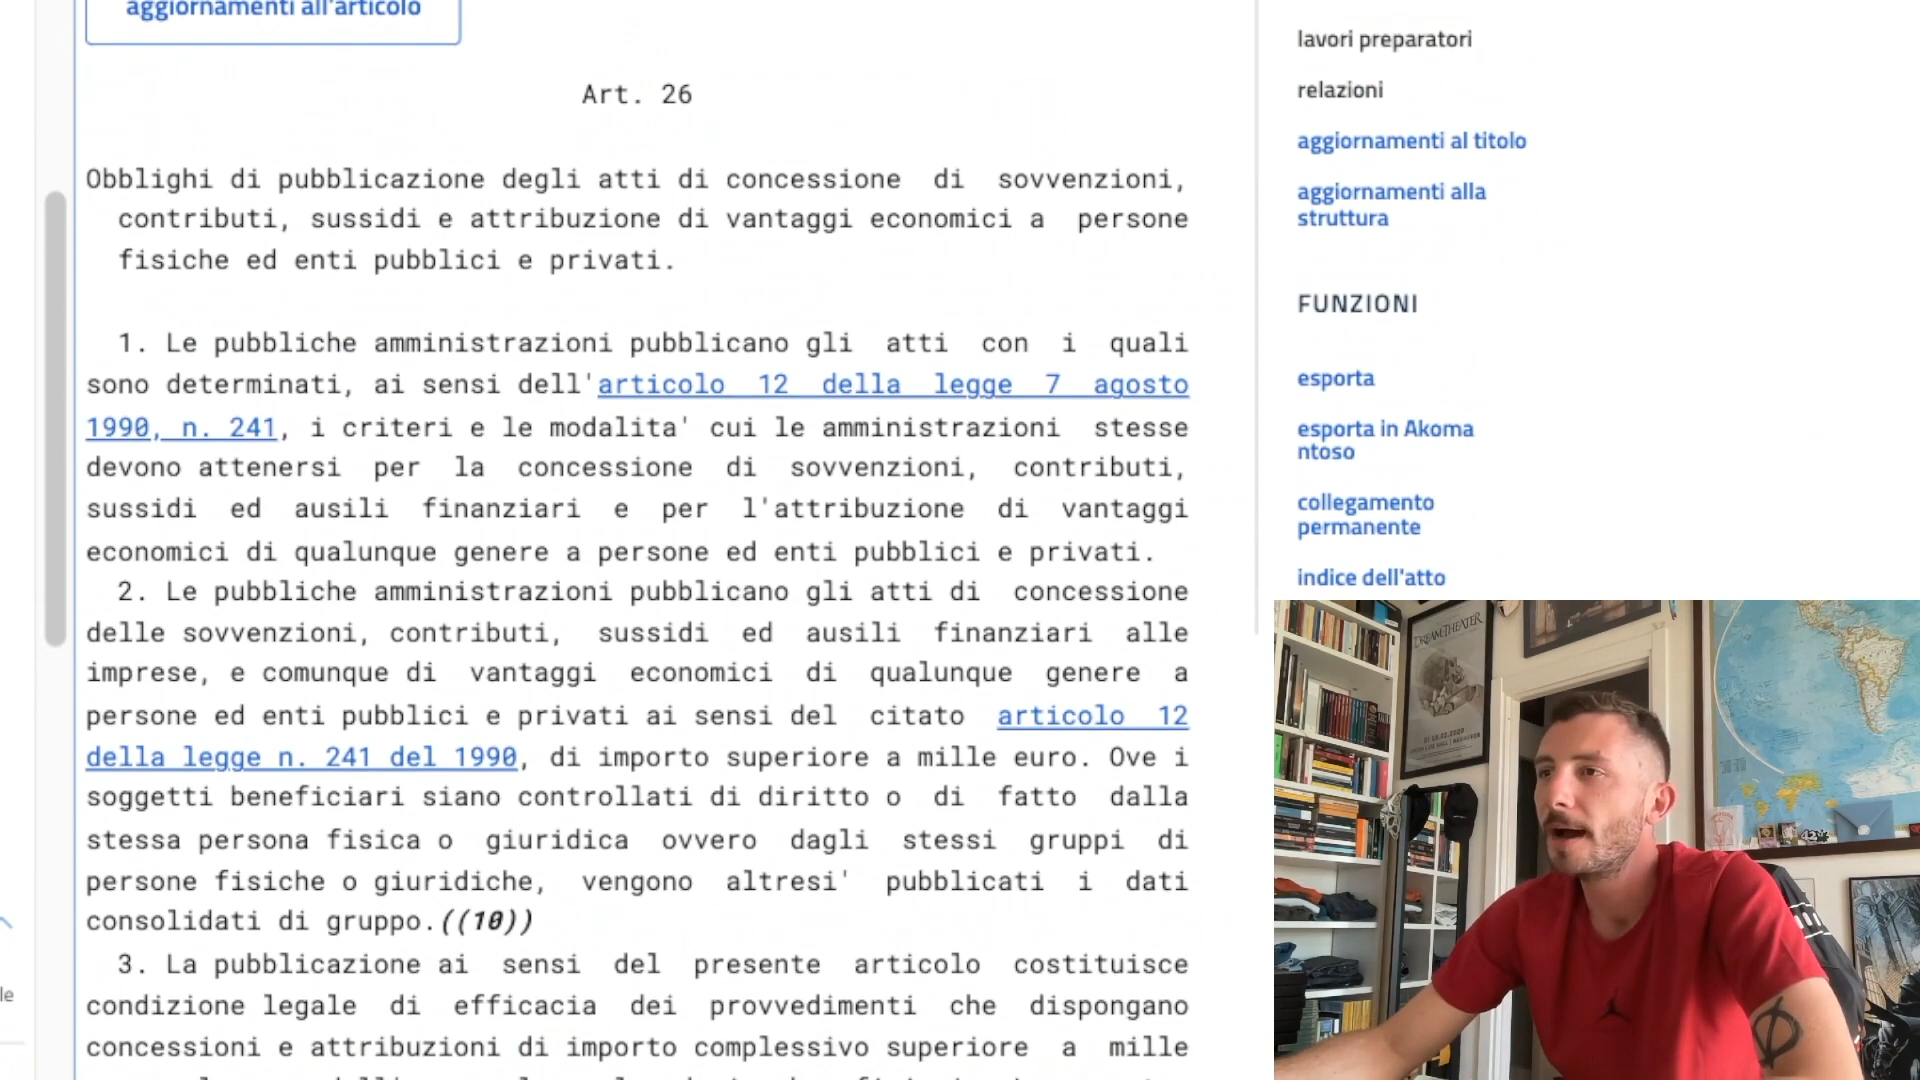 aggiornamenti all'articolo
Art. 26
Obblighi di pubblicazione degli atti di concessione di sovvenzioni,
contributi, sussidi e attribuzione di vantaggi economici a persone
fisiche ed enti pubblici e privati.
1. Le pubbliche amministrazioni pubblicano gli atti con i quali
sono determinati, ai sensi dell'articolo 12 della legge 7 agosto
1990, n. 241, i criteri e le modalita' cui le amministrazioni stesse
devono attenersi per la concessione di sovvenzioni, contributi,
sussidi ed ausili finanziari e per l'attribuzione di vantaggi
economici di qualunque genere a persone ed enti pubblici e privati.
2. Le pubbliche amministrazioni pubblicano gli atti di concessione
delle sovvenzioni, contributi, sussidi ed ausili finanziari alle
imprese, e comunque di vantaggi economici di qualunque genere a
persone ed enti pubblici e privati ai sensi del citato articolo 12
della legge n. 241 del 1990, di importo superiore a mille euro. Ove i
soggetti beneficiari siano controllati di diritto o di fatto dalla
stessa persona fisica o giuridica ovvero dagli stessi gruppi di
persone fisiche o giuridiche, vengono altresi' pubblicati i dati
consolidati di gruppo.((10))
3. La pubblicazione ai sensi del presente articolo costituisce
condizione legale di efficacia dei provvedimenti che dispongano
concessioni e attribuzioni di importo complessivo superiore a mille
le
lavori preparatori
relazioni
aggiornamenti al titolo
aggiornamenti alla
struttura
FUNZIONI
esporta
esporta in Akoma
ntoso
collegamento
permanente
indice dell'atto
DREAM THEATER